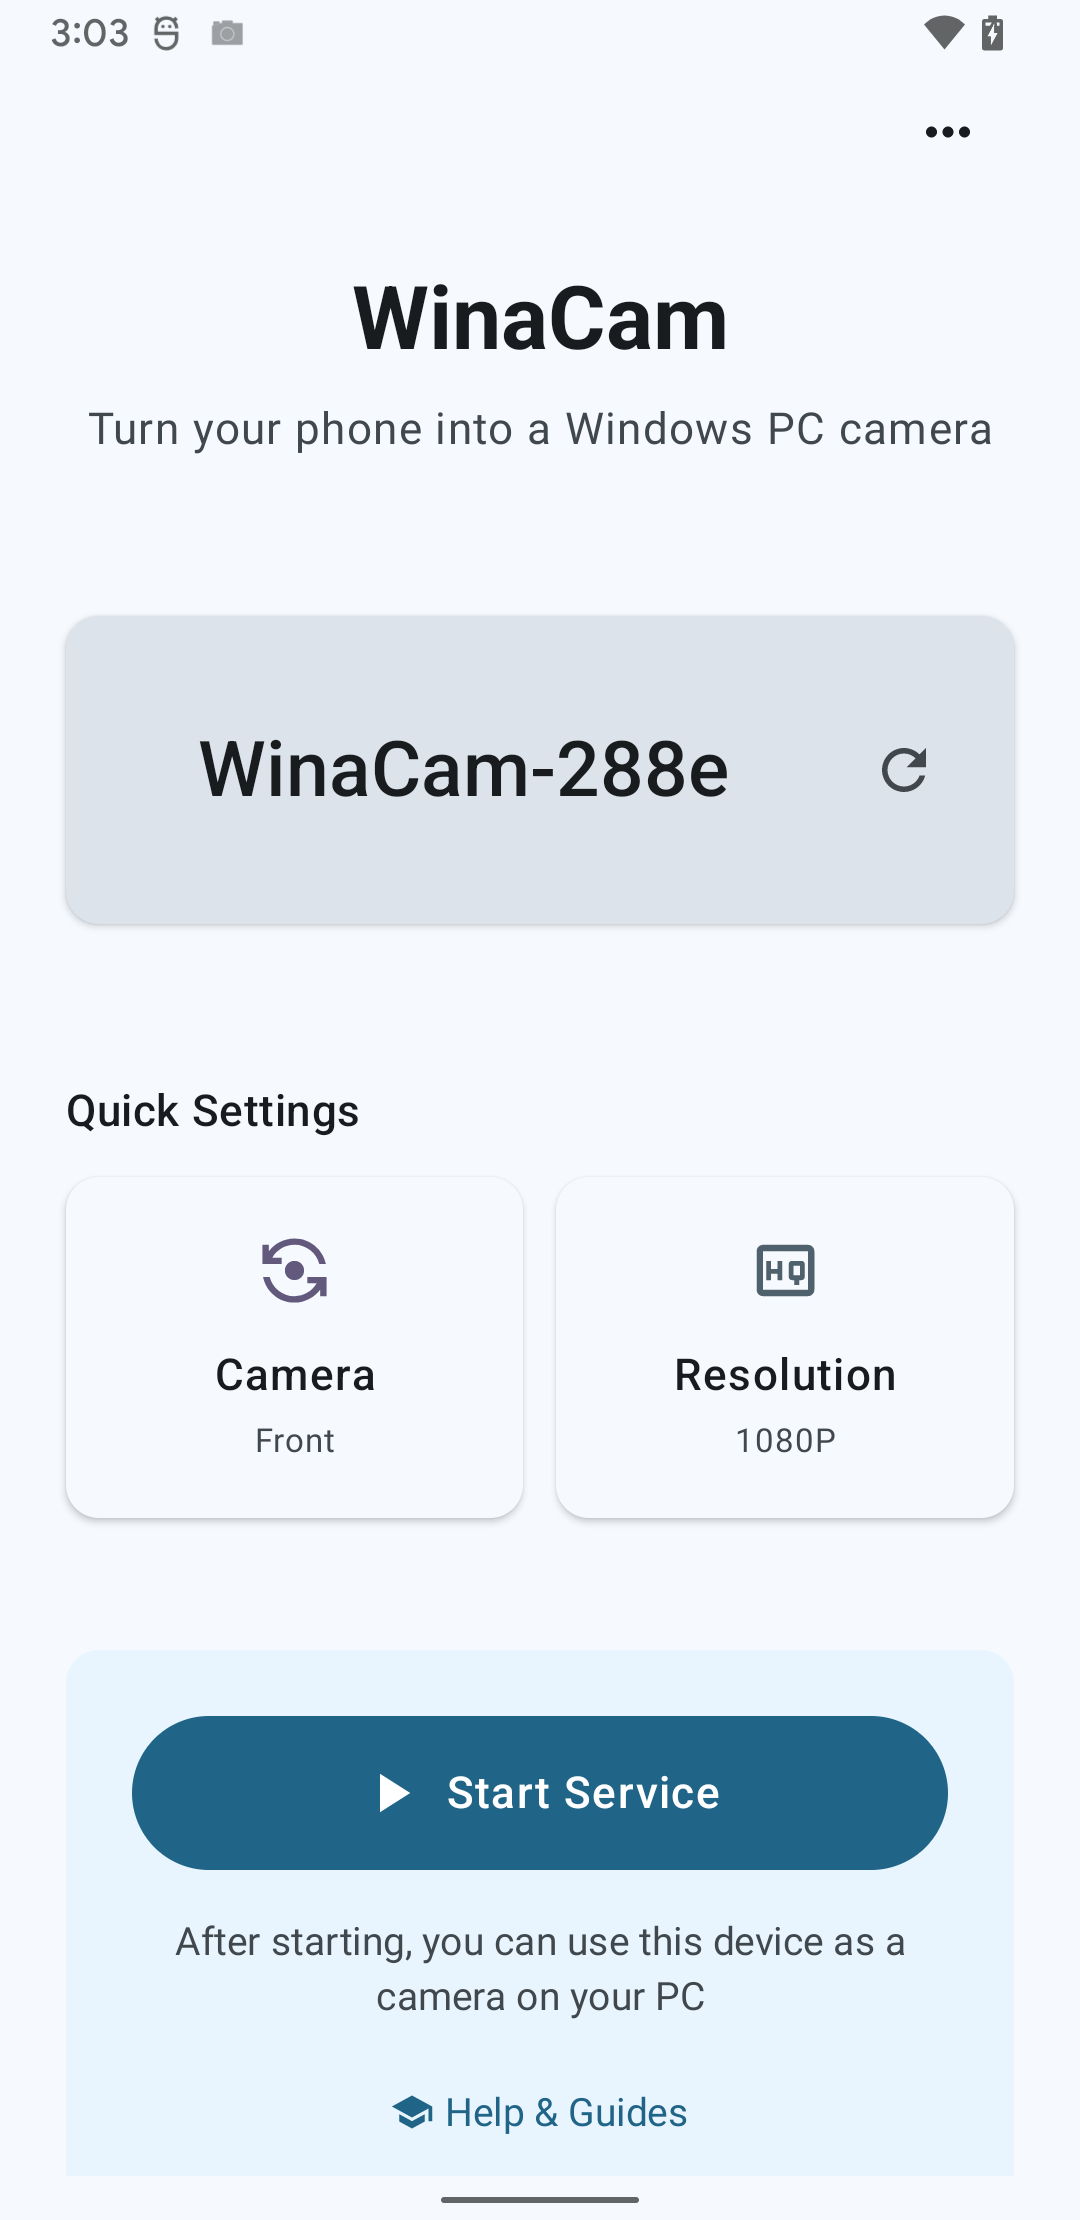 3:03
WinaCam
Turn your phone into a Windows PC camera
WinaCam-288e
Quick Settings
Camera
Front
HQ
Resolution
1080P
Start Service
After starting, you can use this device as a
camera on your PC
Help & Guides